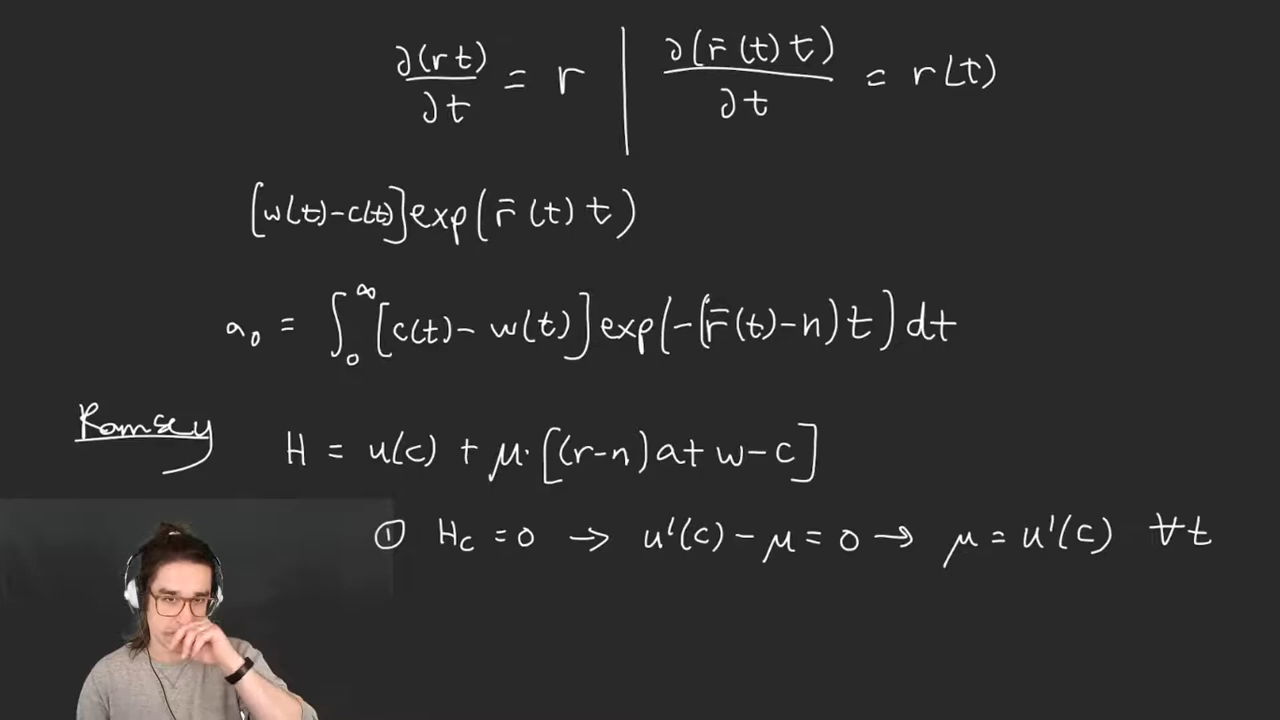 ∂(rt)/∂t = r | ∂(r̄(t)t)/∂t = r(t)
[w(t)-c(t)]exp(r̄(t)t)
a₀ = ∫₀^∞ [c(t)-w(t)]exp(-(r̄(t)-n)t)dt
Ramsey H = u(c) + μ·[(r-n)a+w-c]
① H_c = 0 → u'(c)-μ = 0 → μ = u'(c) ∀t